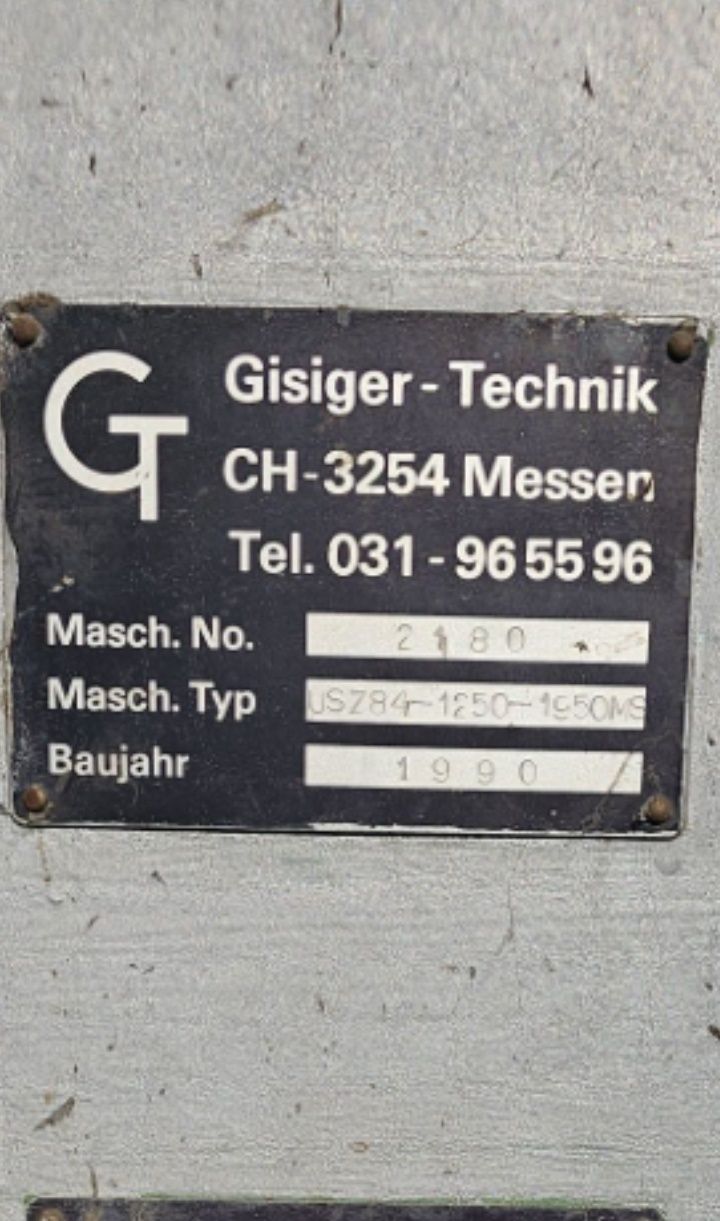 GT
Gisiger - Technik
CH-3254 Messen
Tel. 031 - 96 55 96
Masch. No. 2180
Masch. Typ USZ84-1250-1950MS
Baujahr 1990